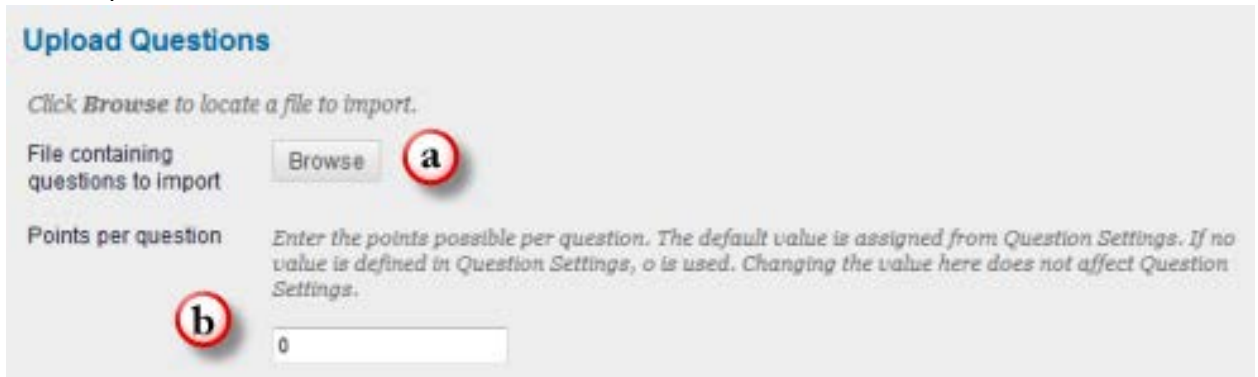 Upload Questions
Click Browse to locate a file to import.
File containing
questions to import
Browse
a
Points per question
Enter the points possible per question. The default value is assigned from Question Settings. If no
value is defined in Question Settings, 0 is used. Changing the value here does not affect Question
Settings.
b
0